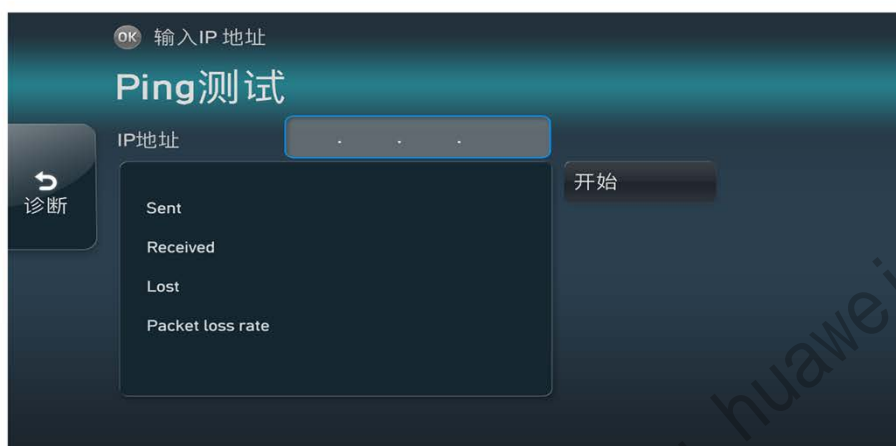 OK 输入IP 地址
Ping测试
IP地址 . . .
诊断
开始
Sent
Received
Lost
Packet loss rate
huawei